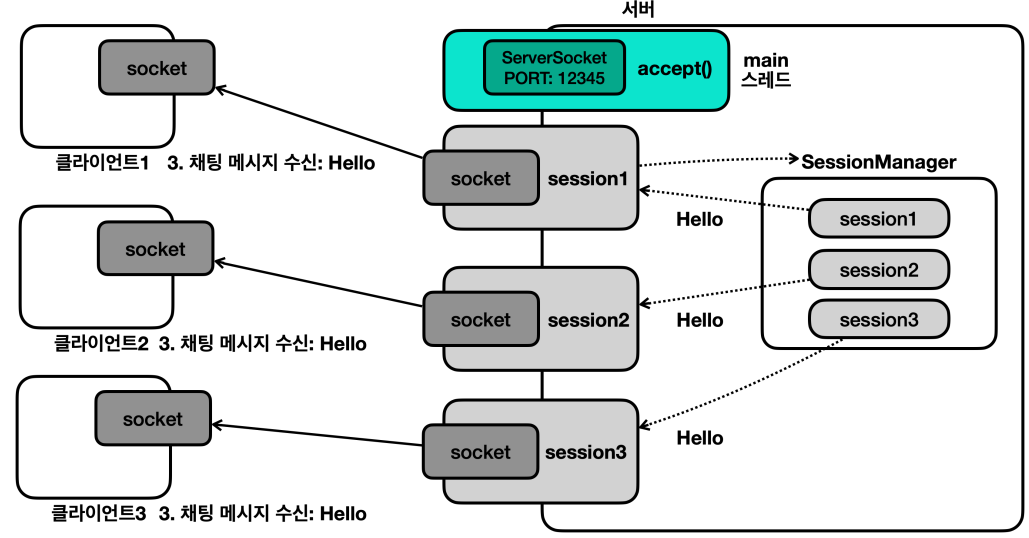 서버
socket
ServerSocket
PORT: 12345
accept()
main
스레드
클라이언트1 3. 채팅 메시지 수신: Hello
socket
session1
SessionManager
Hello
session1
socket
session2
클라이언트2 3. 채팅 메시지 수신: Hello
socket
session2
Hello
session3
socket
클라이언트3 3. 채팅 메시지 수신: Hello
socket
session3
Hello